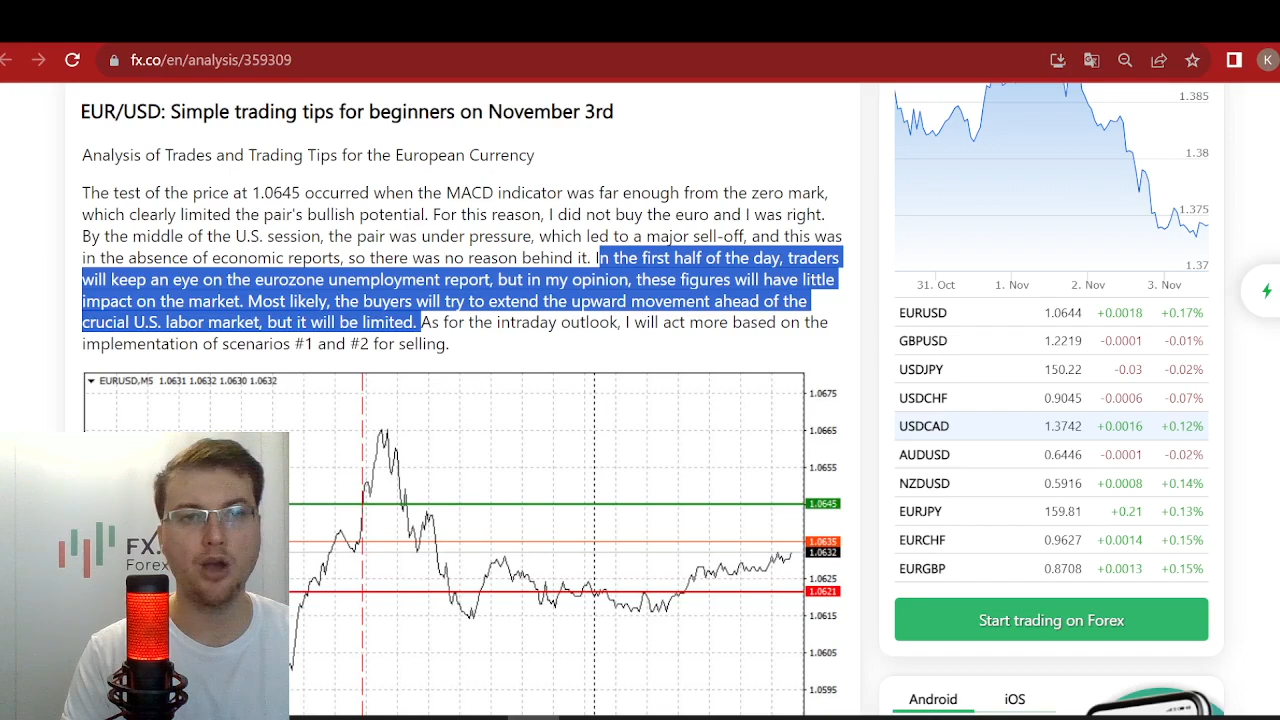 fx.co/en/analysis/359309
K
EUR/USD: Simple trading tips for beginners on November 3rd
Analysis of Trades and Trading Tips for the European Currency
The test of the price at 1.0645 occurred when the MACD indicator was far enough from the zero mark,
which clearly limited the pair's bullish potential. For this reason, I did not buy the euro and I was right.
By the middle of the U.S. session, the pair was under pressure, which led to a major sell-off, and this was
in the absence of economic reports, so there was no reason behind it. In the first half of the day, traders
will keep an eye on the eurozone unemployment report, but in my opinion, these figures will have little
impact on the market. Most likely, the buyers will try to extend the upward movement ahead of the
crucial U.S. labor market, but it will be limited. As for the intraday outlook, I will act more based on the
implementation of scenarios #1 and #2 for selling.
EURUSD,M5 1.0631 1.0632 1.0630 1.0632
1.0675
1.0665
1.0655
1.0645
1.0635
1.0632
1.0625
1.0621
1.0615
1.0605
1.0595
FX.
Forex
1.385
1.38
1.375
1.37
31. Oct 1. Nov 2. Nov 3. Nov
EURUSD 1.0644 +0.0018 +0.17%
GBPUSD 1.2219 -0.0001 -0.01%
USDJPY 150.22 -0.03 -0.02%
USDCHF 0.9045 -0.0006 -0.07%
USDCAD 1.3742 +0.0016 +0.12%
AUDUSD 0.6446 -0.0001 -0.02%
NZDUSD 0.5916 +0.0008 +0.14%
EURJPY 159.81 +0.21 +0.13%
EURCHF 0.9627 +0.0014 +0.15%
EURGBP 0.8708 +0.0013 +0.15%
Start trading on Forex
Android iOS